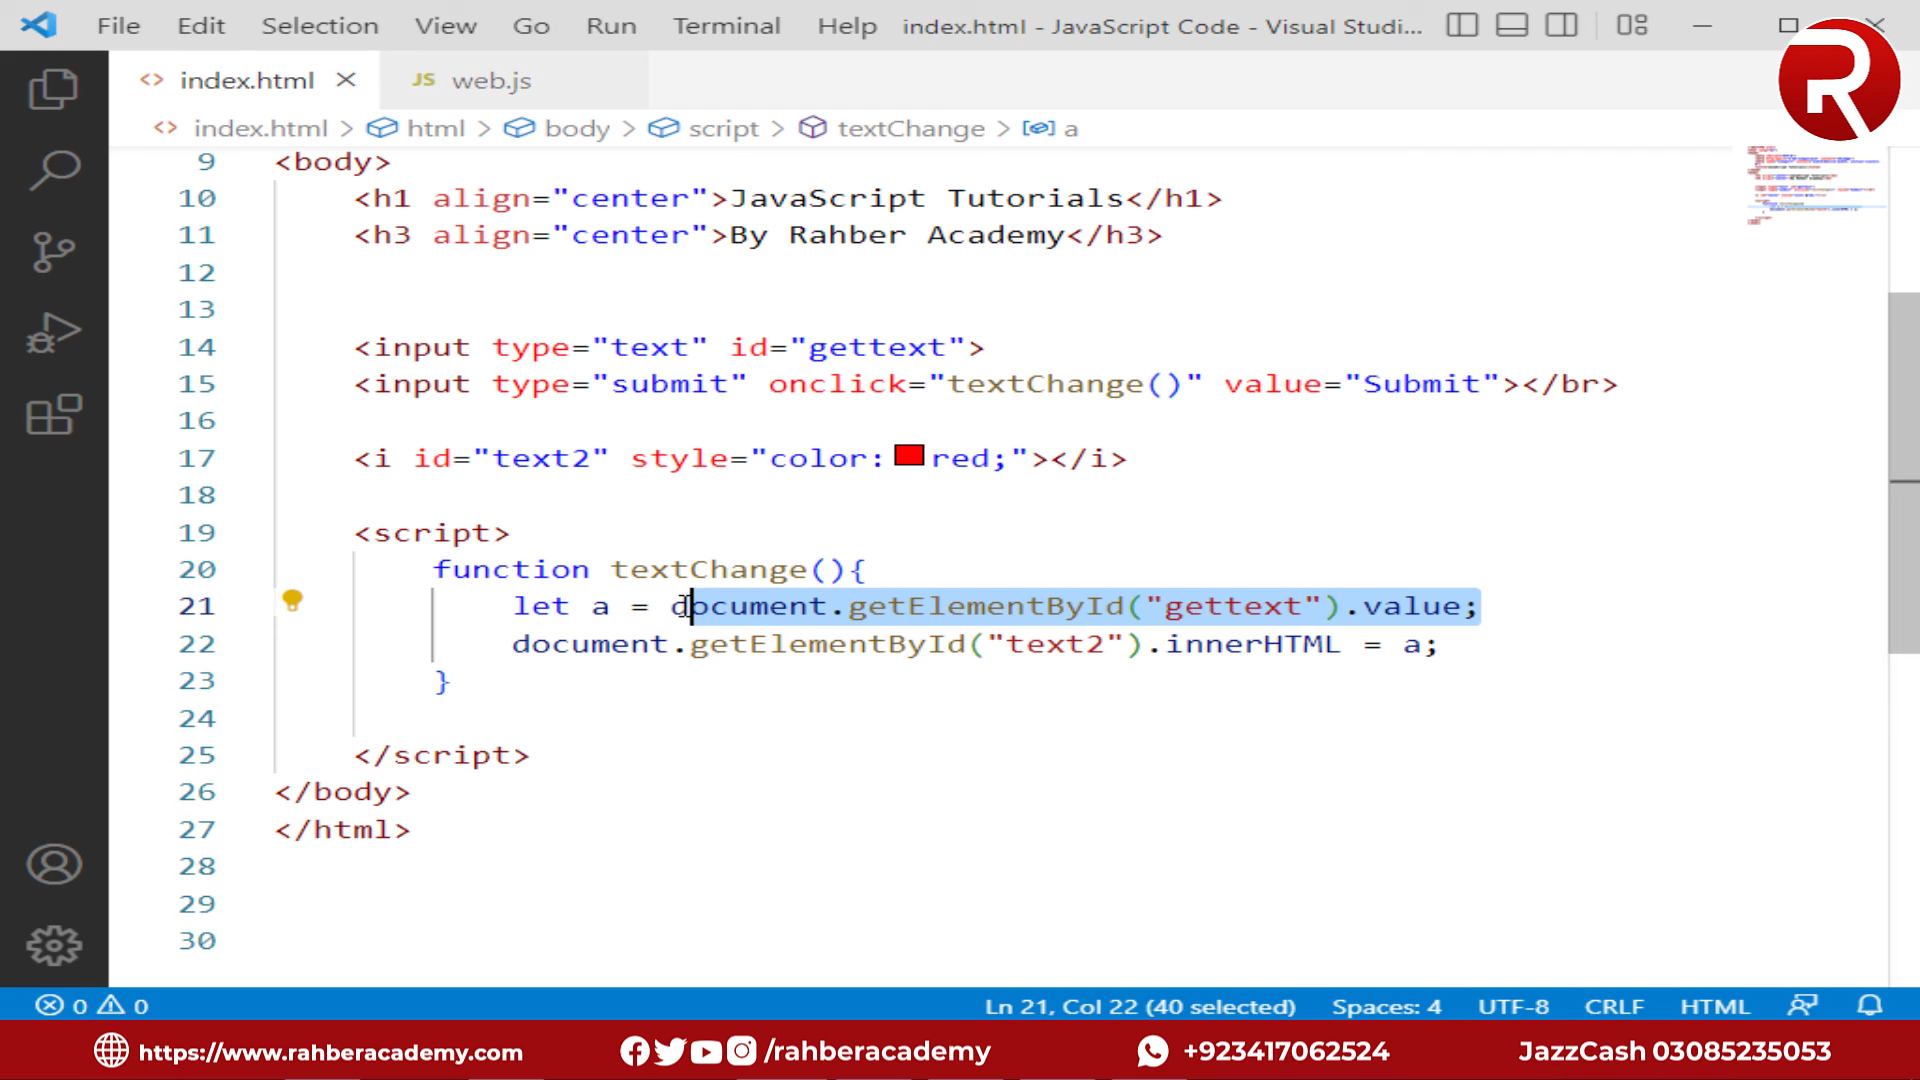 File Edit Selection View Go Run Terminal Help index.html - JavaScript Code - Visual Studi...
R
index.html JS web.js
index.html > html > body > script > textChange > a
9 <body>
10 <h1 align="center">JavaScript Tutorials</h1>
11 <h3 align="center">By Rahber Academy</h3>
12
13
14 <input type="text" id="gettext">
15 <input type="submit" onclick="textChange()" value="Submit"></br>
16
17 <i id="text2" style="color:red;"></i>
18
19 <script>
20 function textChange(){
21 let a = document.getElementById("gettext").value;
22 document.getElementById("text2").innerHTML = a;
23 }
24
25 </script>
26 </body>
27 </html>
28
29
30
0 0 Ln 21, Col 22 (40 selected) Spaces: 4 UTF-8 CRLF HTML
https://www.rahberacademy.com /rahberacademy +923417062524 JazzCash 03085235053